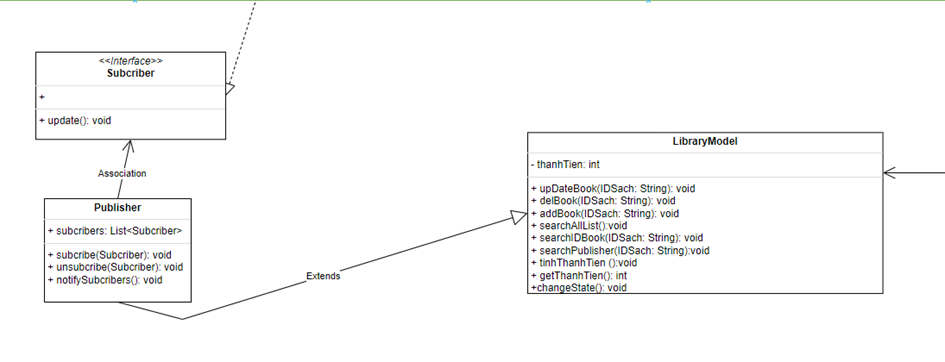 <<Interface>>
Subcriber
+
+ update(): void
Association
Publisher
+ subcribers: List<Subcriber>
+ subcribe(Subcriber): void
+ unsubcribe(Subcriber): void
+ notifySubcribers(): void
Extends
LibraryModel
- thanhTien: int
+ upDateBook(IDSach: String): void
+ delBook(IDSach: String): void
+ addBook(IDSach: String): void
+ searchAllList():void
+ searchIDBook(IDSach: String): void
+ searchPublisher(IDSach: String):void
+ tinhThanhTien ():void
+ getThanhTien(): int
+changeState(): void